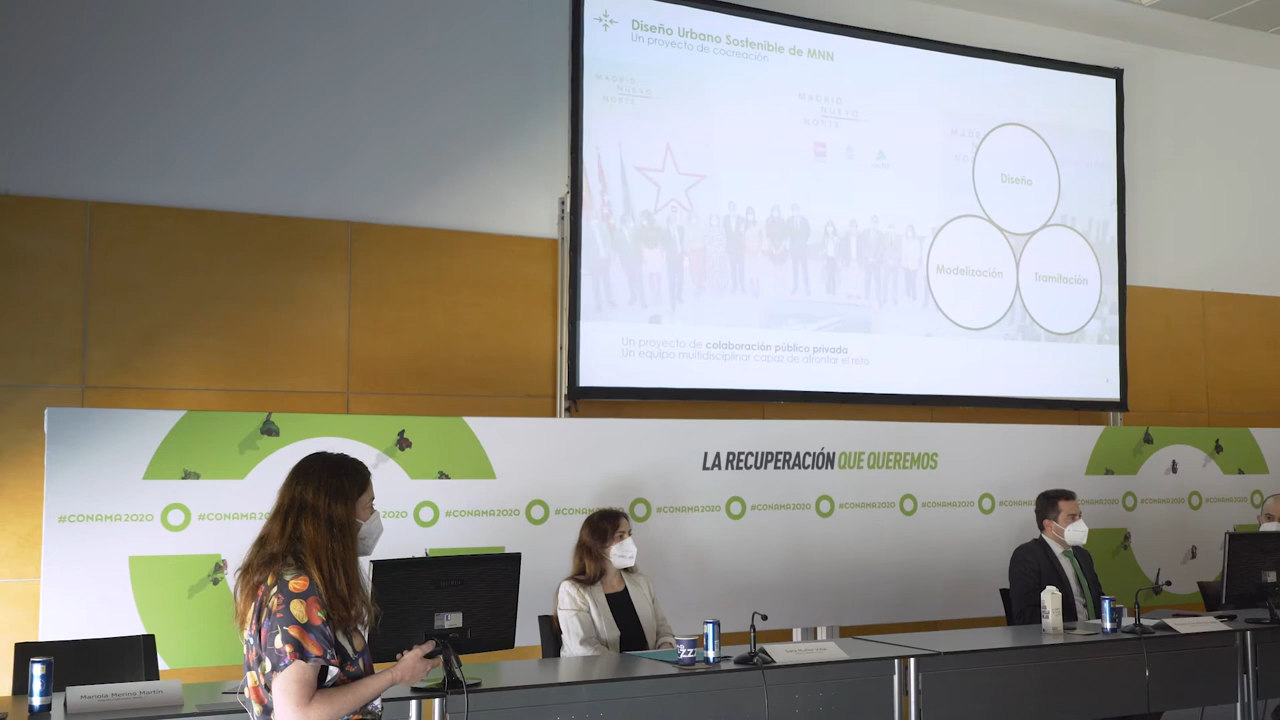 Diseño Urbano Sostenible de MNN
Un proyecto de cocreación
MADRID
NUEVO
NORTE
MADRID
NUEVO
NORTE
Diseño
Modelización
Tramitación
Un proyecto de colaboración público privada
Un equipo multidisciplinar capaz de afrontar el reto
LA RECUPERACIÓN QUE QUEREMOS
#CONAMA2020 #CONAMA2020 #CONAMA2020 #CONAMA2020 #CONAMA2020 #CONAMA2020 #CONAMA2020 #CONAMA2020 #CONAMA2020
Mariola Merino Martín